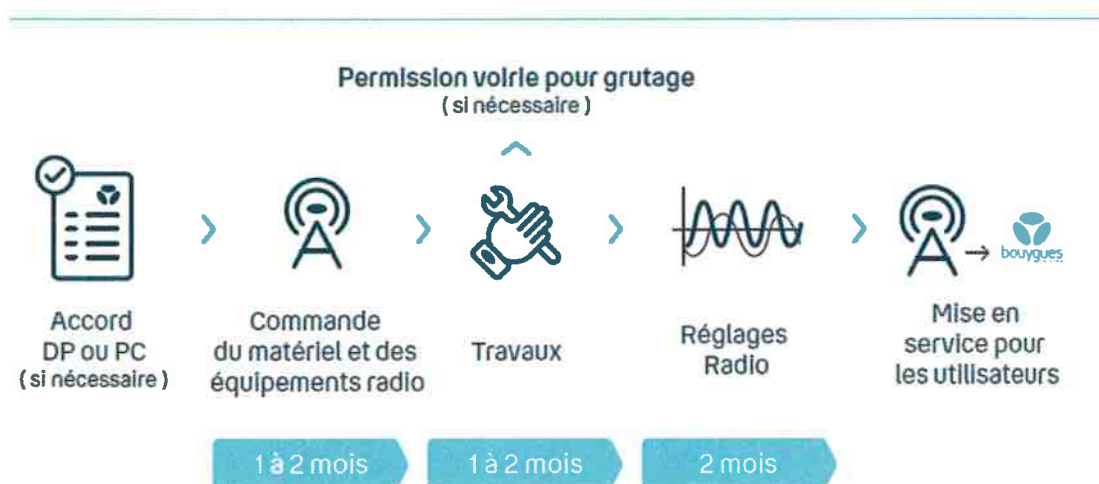 Permission voirie pour grutage
( si nécessaire )
Accord
DP ou PC
( si nécessaire )
Commande
du matériel et des
équipements radio
Travaux
Réglages
Radio
bouygues
Mise en
service pour
les utilisateurs
1 à 2 mois
1 à 2 mois
2 mois